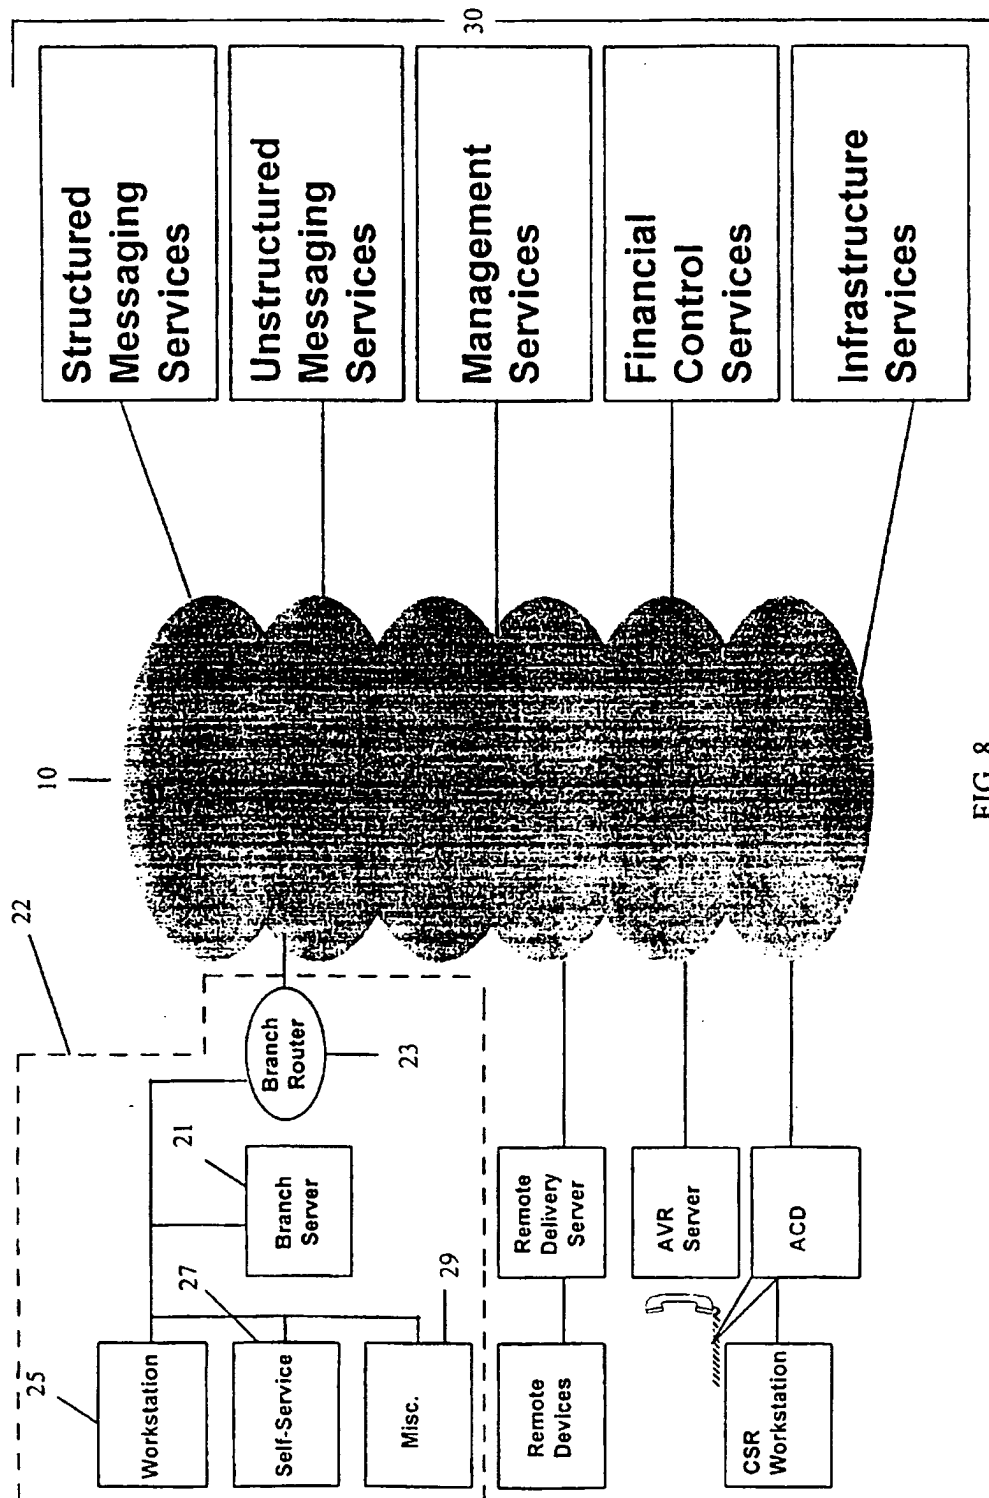 22
10
25
Workstation
27
Self-Service
Misc.
29
21
Branch
Server
Branch
Router
23
Remote
Devices
Remote
Delivery
Server
AVR
Server
CSR
Workstation
ACD
Structured
Messaging
Services
Unstructured
Messaging
Services
Management
Services
Financial
Control
Services
Infrastructure
Services
30
FIG. 8